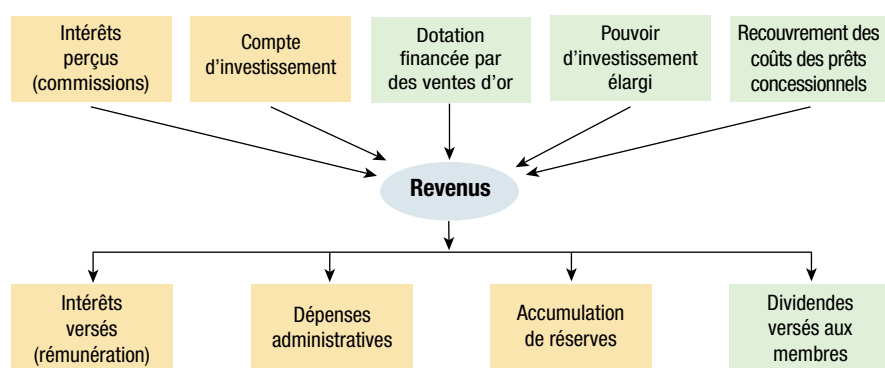 Intérêts
perçus
(commissions)
Compte
d’investissement
Dotation
financée par
des ventes d’or
Pouvoir
d’investissement
élargi
Recouvrement des
coûts des prêts
concessionnels
Revenus
Intérêts
versés
(rémunération)
Dépenses
administratives
Accumulation
de réserves
Dividendes
versés aux
membres